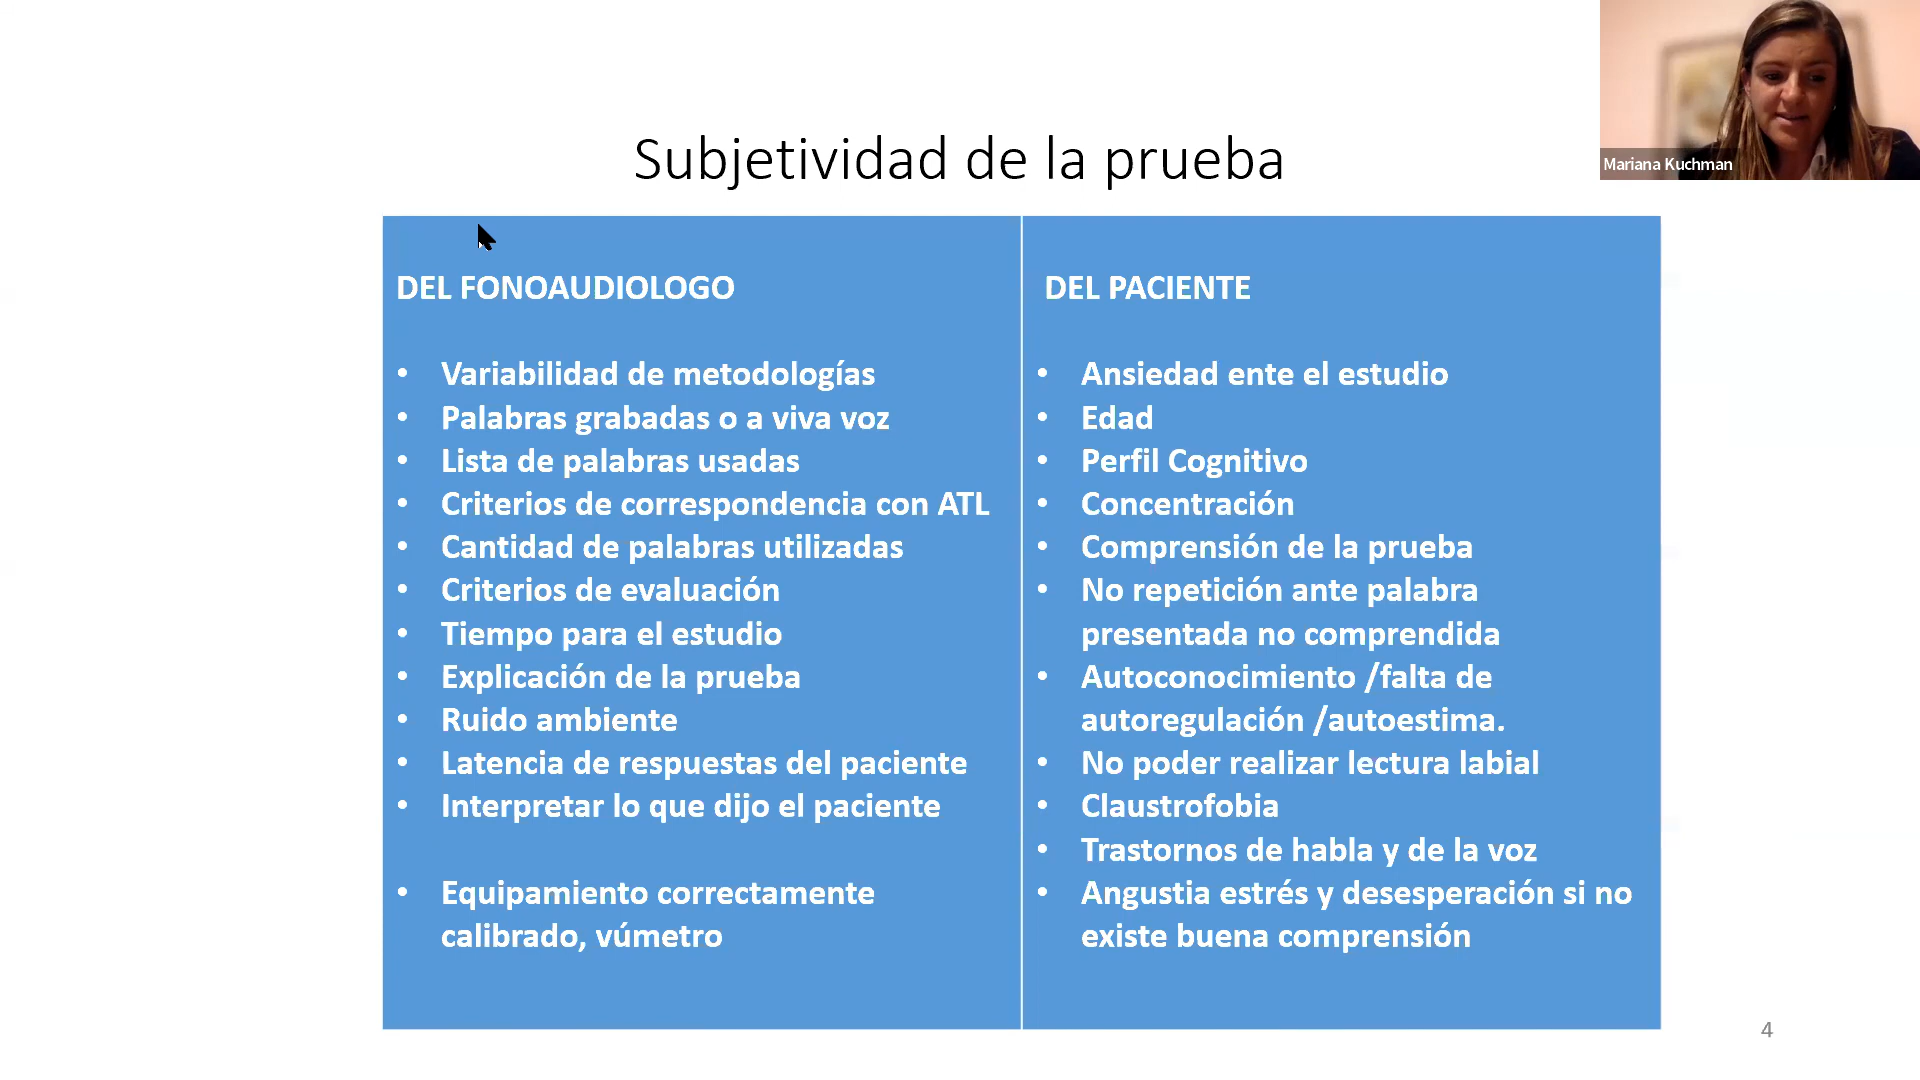 Mariana Kuchman
Subjetividad de la prueba
DEL FONOAUDIOLOGO
• Variabilidad de metodologías
• Palabras grabadas o a viva voz
• Lista de palabras usadas
• Criterios de correspondencia con ATL
• Cantidad de palabras utilizadas
• Criterios de evaluación
• Tiempo para el estudio
• Explicación de la prueba
• Ruido ambiente
• Latencia de respuestas del paciente
• Interpretar lo que dijo el paciente
• Equipamiento correctamente
calibrado, vúmetro
DEL PACIENTE
• Ansiedad ente el estudio
• Edad
• Perfil Cognitivo
• Concentración
• Comprensión de la prueba
• No repetición ante palabra
presentada no comprendida
• Autoconocimiento /falta de
autoregulación /autoestima.
• No poder realizar lectura labial
• Claustrofobia
• Trastornos de habla y de la voz
• Angustia estrés y desesperación si no
existe buena comprensión
4